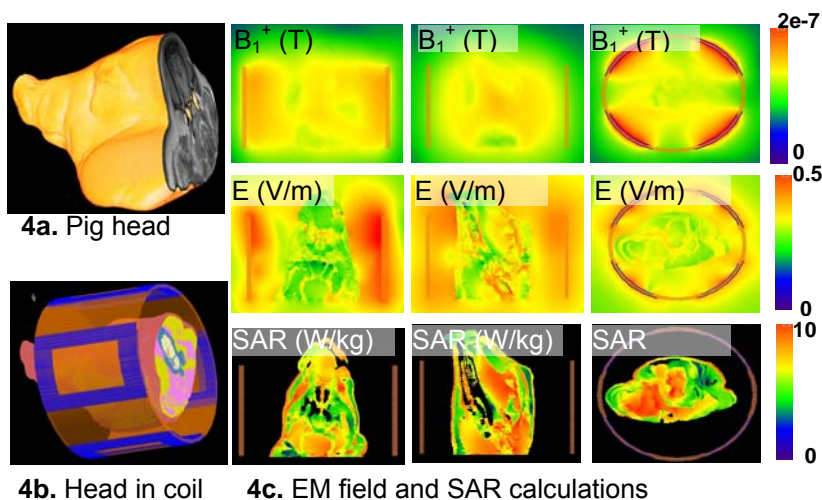 B₁⁺ (T)
B₁⁺ (T)
B₁⁺ (T)
2e-7
0
4a. Pig head
E (V/m)
E (V/m)
E (V/m)
0.5
0
SAR (W/kg)
SAR (W/kg)
SAR
10
0
4b. Head in coil
4c. EM field and SAR calculations